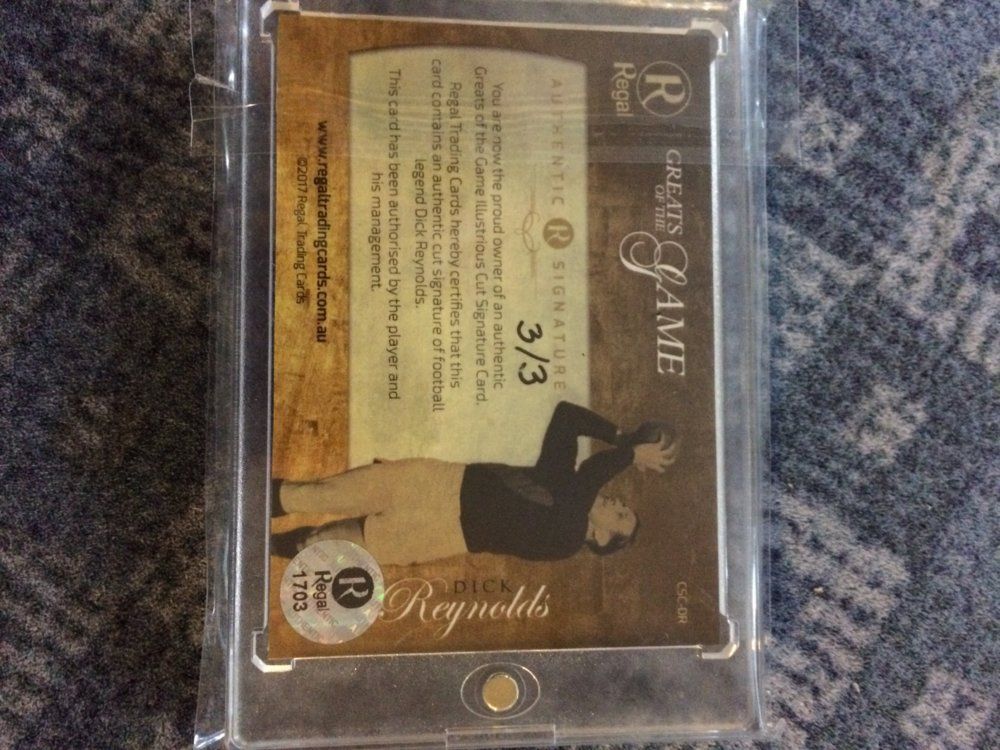 R
Regal
GREATS
OF THE
GAME
AUTHENTIC R SIGNATURE
3/3
You are now the proud owner of an authentic
Greats of the Game Illustrious Cut Signature Card.
Regal Trading Cards hereby certifies that this
card contains an authentic cut signature of football
legend Dick Reynolds.
This card has been authorised by the player and
his management.
www.regaltradingcards.com.au
©2017 Regal Trading Cards
CSC-DR
DICK
Reynolds
R
Regal
1703